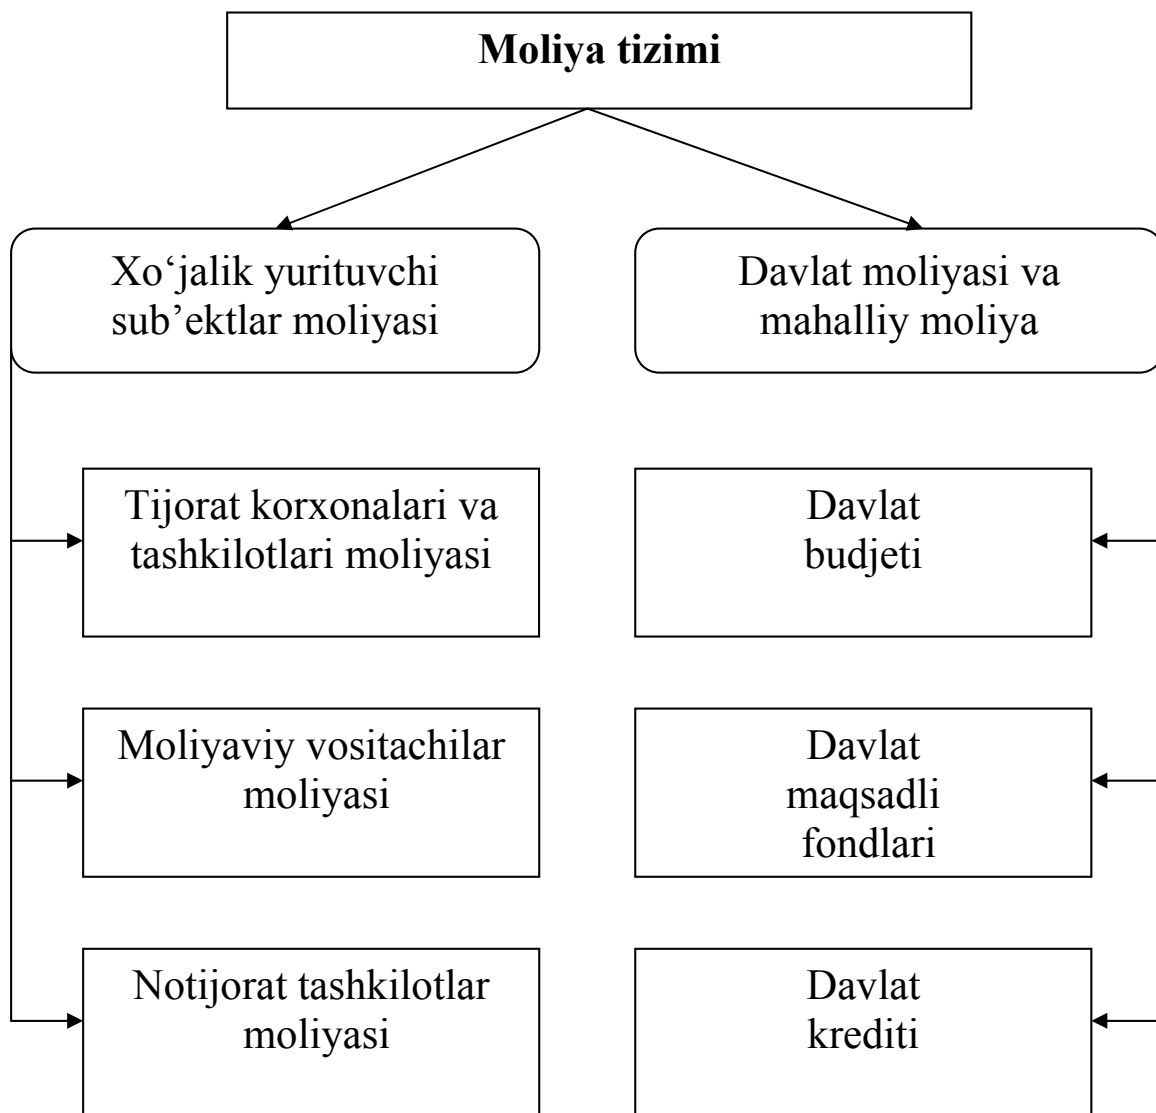 Moliya tizimi
Xo‘jalik yurituvchi
sub’ektlar moliyasi
Davlat moliyasi va
mahalliy moliya
Tijorat korxonalari va
tashkilotlari moliyasi
Davlat
budjeti
Moliyaviy vositachilar
moliyasi
Davlat
maqsadli
fondlari
Notijorat tashkilotlar
moliyasi
Davlat
krediti